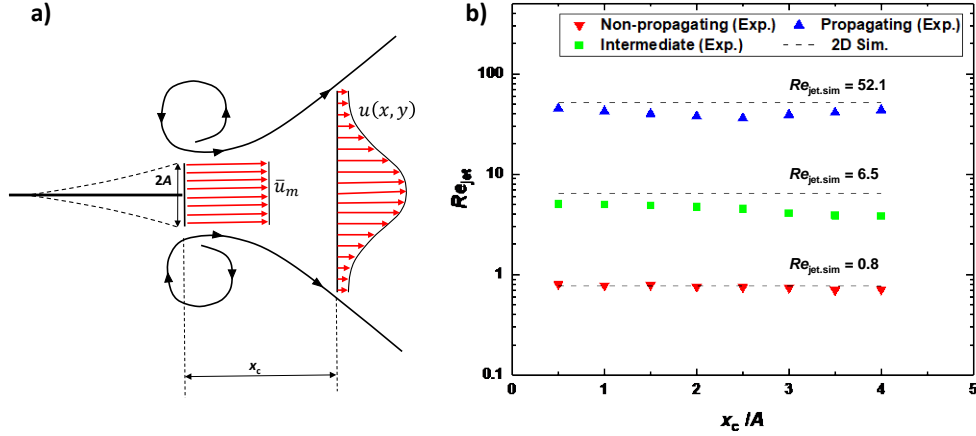 a)
u(x, y)
2A
ū_m
x_c
b)
Non-propagating (Exp.) Propagating (Exp.)
Intermediate (Exp.) 2D Sim.
100
10
1
0.1
Re_jet
Re_jet.sim = 52.1
Re_jet.sim = 6.5
Re_jet.sim = 0.8
0 1 2 3 4 5
x_c /A